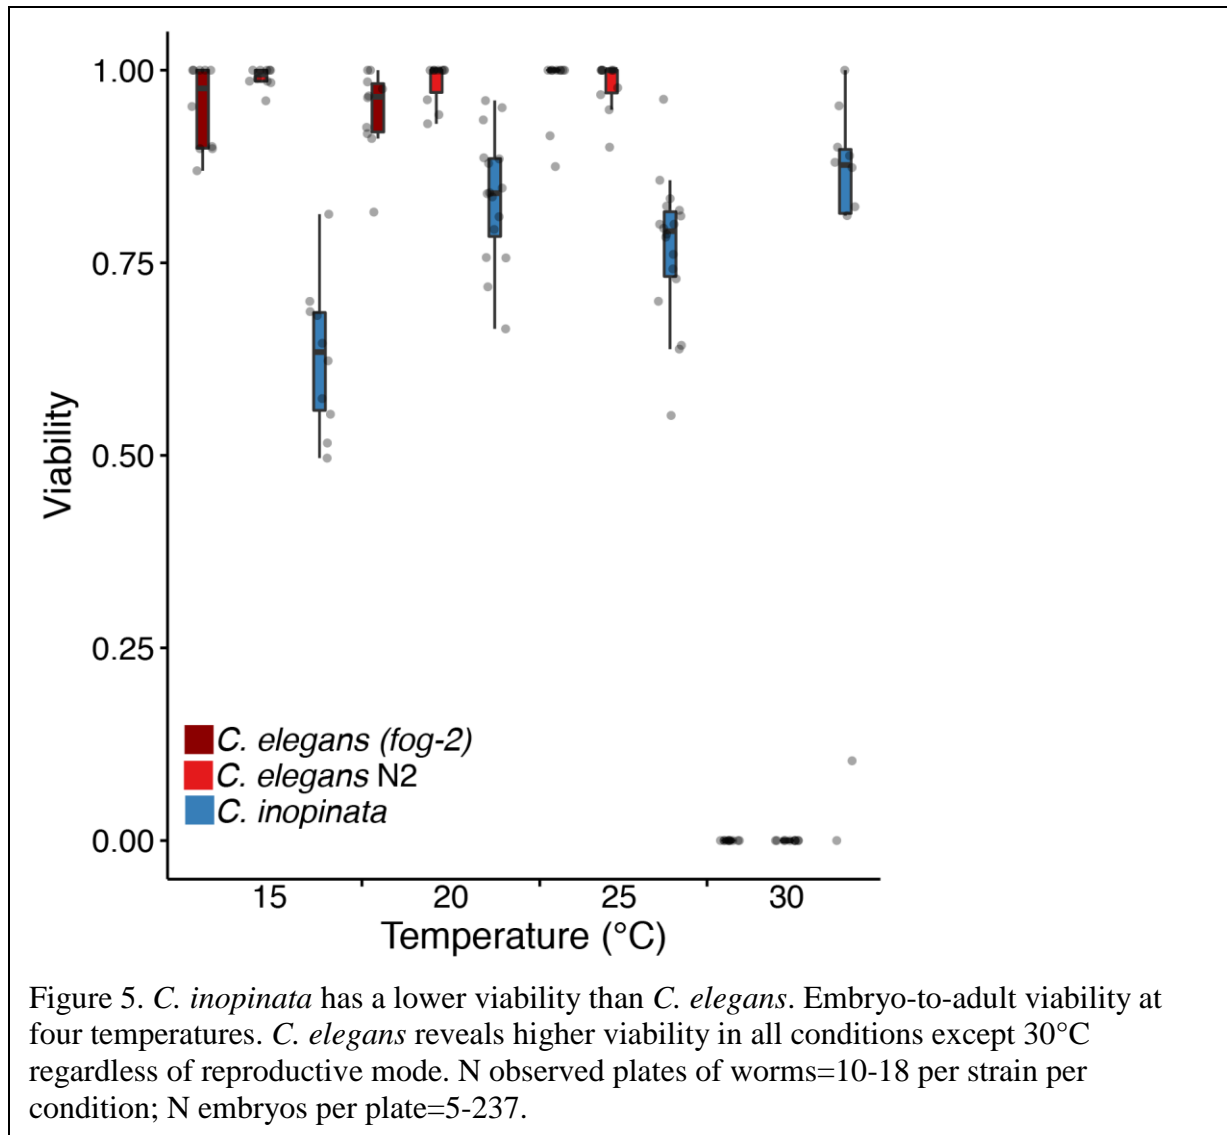 1.00
0.75
0.50
0.25
0.00
Viability
C. elegans (fog-2)
C. elegans N2
C. inopinata
15 20 25 30
Temperature (°C)
Figure 5. C. inopinata has a lower viability than C. elegans. Embryo-to-adult viability at
four temperatures. C. elegans reveals higher viability in all conditions except 30°C
regardless of reproductive mode. N observed plates of worms=10-18 per strain per
condition; N embryos per plate=5-237.